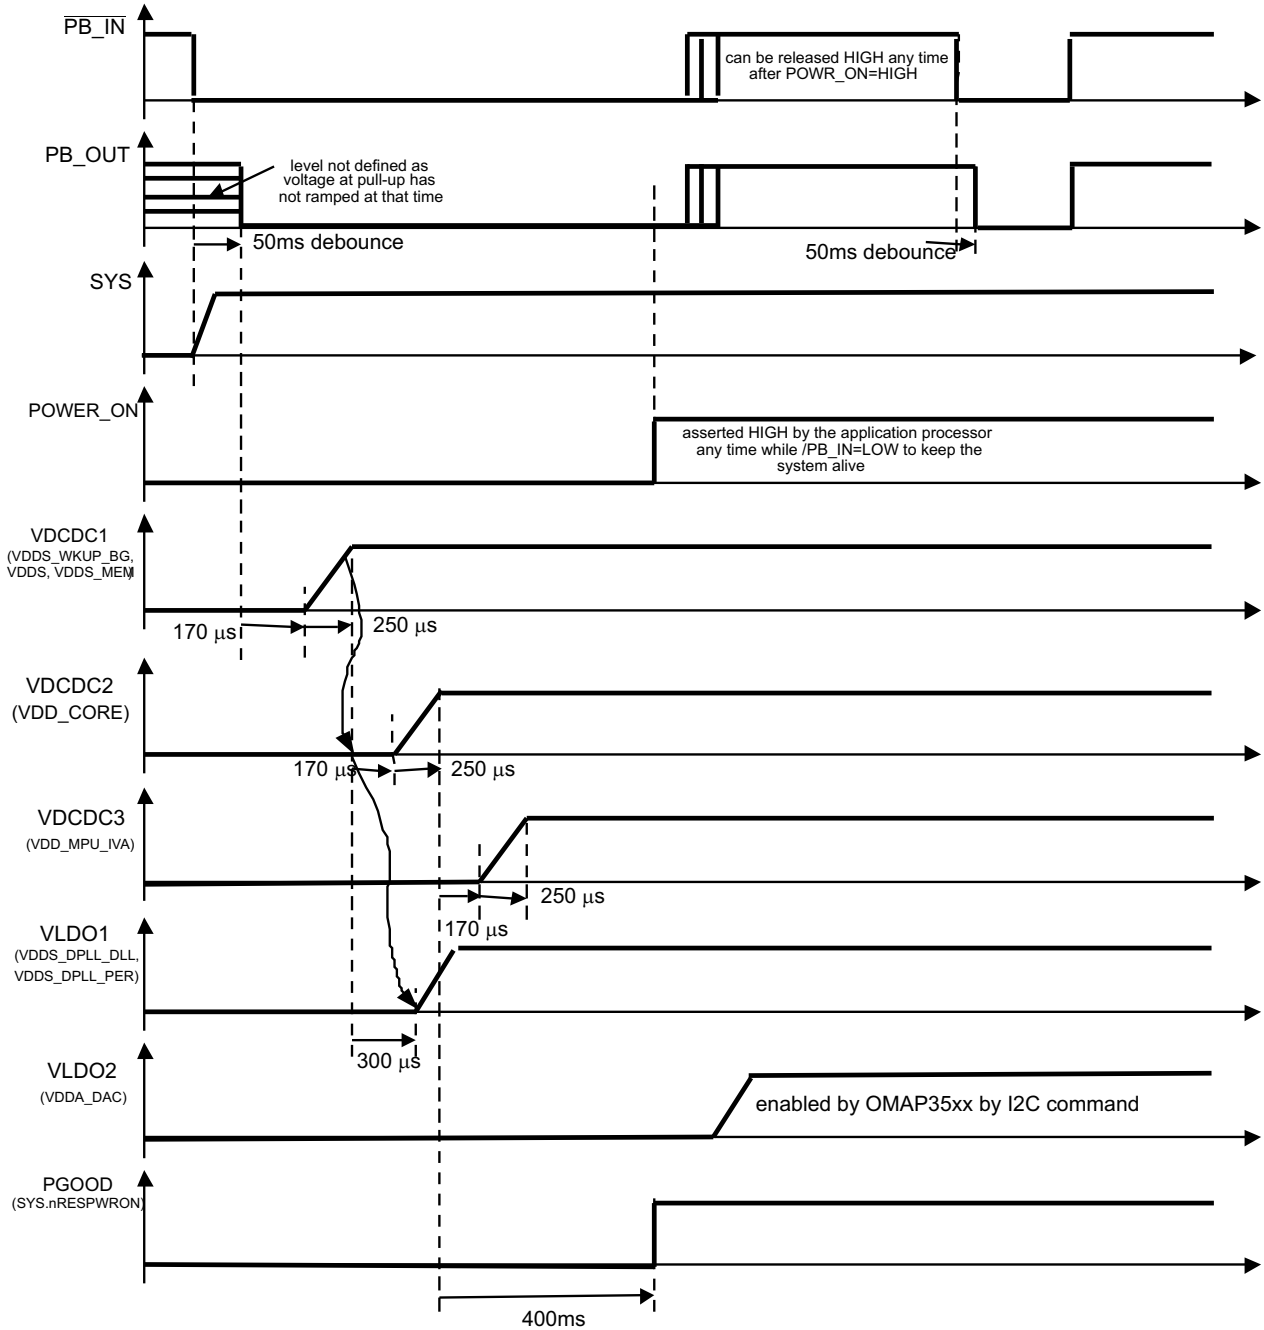 PB_IN
can be released HIGH any time
after POWR_ON=HIGH
PB_OUT
level not defined as
voltage at pull-up has
not ramped at that time
50ms debounce
50ms debounce
SYS
POWER_ON
asserted HIGH by the application processor
any time while /PB_IN=LOW to keep the
system alive
VDCDC1
(VDDS_WKUP_BG,
VDDS, VDDS_MEM)
170 μs
250 μs
VDCDC2
(VDD_CORE)
170 μs
250 μs
VDCDC3
(VDD_MPU_IVA)
250 μs
170 μs
VLDO1
(VDDS_DPLL_DLL,
VDDS_DPLL_PER)
300 μs
VLDO2
(VDDA_DAC)
enabled by OMAP35xx by I2C command
PGOOD
(SYS.nRESPWRON)
400ms